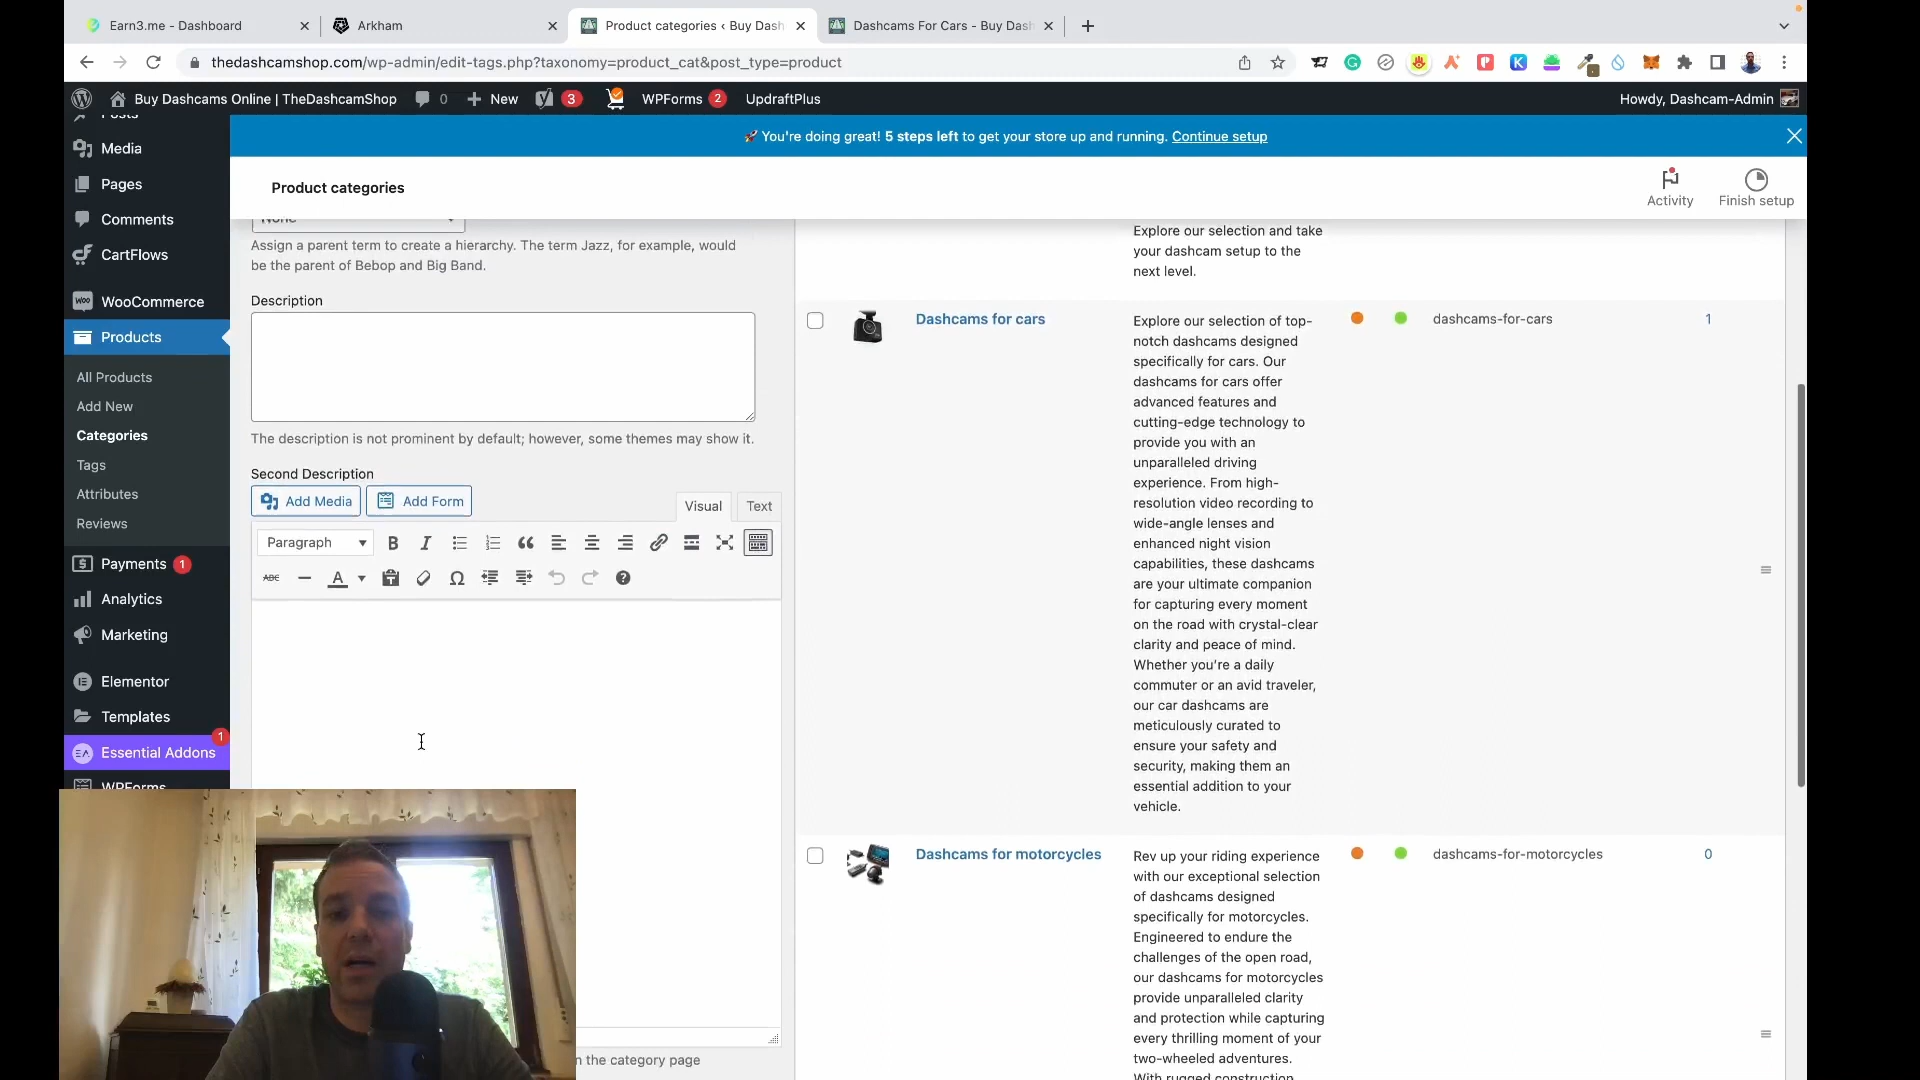 Earn3.me - Dashboard
Arkham
Product categories ‹ Buy Dash
Dashcams For Cars - Buy Dash
thedashcamshop.com/wp-admin/edit-tags.php?taxonomy=product_cat&post_type=product
Buy Dashcams Online | TheDashcamShop
0
New
3
WPForms 2
UpdraftPlus
Howdy, Dashcam-Admin
🚀 You're doing great! 5 steps left to get your store up and running. Continue setup
Product categories
Activity
Finish setup
Posts
Media
Pages
Comments
CartFlows
WooCommerce
Products
All Products
Add New
Categories
Tags
Attributes
Reviews
Payments 1
Analytics
Marketing
Elementor
Templates
Essential Addons 1
WPForms
None
Assign a parent term to create a hierarchy. The term Jazz, for example, would
be the parent of Bebop and Big Band.
Description
The description is not prominent by default; however, some themes may show it.
Second Description
Add Media
Add Form
Visual
Text
Paragraph
B
I
ABC
A
n the category page
Explore our selection and take
your dashcam setup to the
next level.
Dashcams for cars
Explore our selection of top-
notch dashcams designed
specifically for cars. Our
dashcams for cars offer
advanced features and
cutting-edge technology to
provide you with an
unparalleled driving
experience. From high-
resolution video recording to
wide-angle lenses and
enhanced night vision
capabilities, these dashcams
are your ultimate companion
for capturing every moment
on the road with crystal-clear
clarity and peace of mind.
Whether you're a daily
commuter or an avid traveler,
our car dashcams are
meticulously curated to
ensure your safety and
security, making them an
essential addition to your
vehicle.
dashcams-for-cars
1
Dashcams for motorcycles
Rev up your riding experience
with our exceptional selection
of dashcams designed
specifically for motorcycles.
Engineered to endure the
challenges of the open road,
our dashcams for motorcycles
provide unparalleled clarity
and protection while capturing
every thrilling moment of your
two-wheeled adventures.
With rugged construction
dashcams-for-motorcycles
0